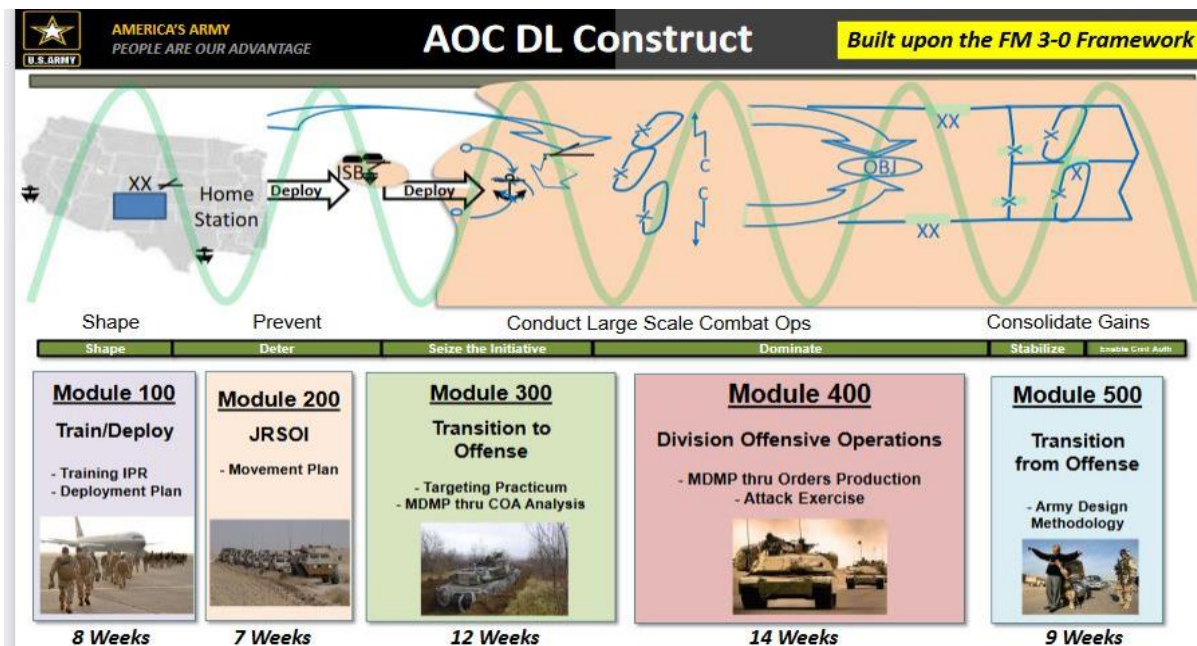 U.S.ARMY
AMERICA'S ARMY
PEOPLE ARE OUR ADVANTAGE
AOC DL Construct
Built upon the FM 3-0 Framework
XX
Home
Station
Deploy
ISB
Deploy
C
C
OBJ
XX
XX
X
Shape
Prevent
Conduct Large Scale Combat Ops
Consolidate Gains
Shape
Deter
Seize the Initiative
Dominate
Stabilize
Enable Civil Auth
Module 100
Train/Deploy
- Training IPR
- Deployment Plan
8 Weeks
Module 200
JRSOI
- Movement Plan
7 Weeks
Module 300
Transition to
Offense
- Targeting Practicum
- MDMP thru COA Analysis
12 Weeks
Module 400
Division Offensive Operations
- MDMP thru Orders Production
- Attack Exercise
14 Weeks
Module 500
Transition
from Offense
- Army Design
Methodology
9 Weeks